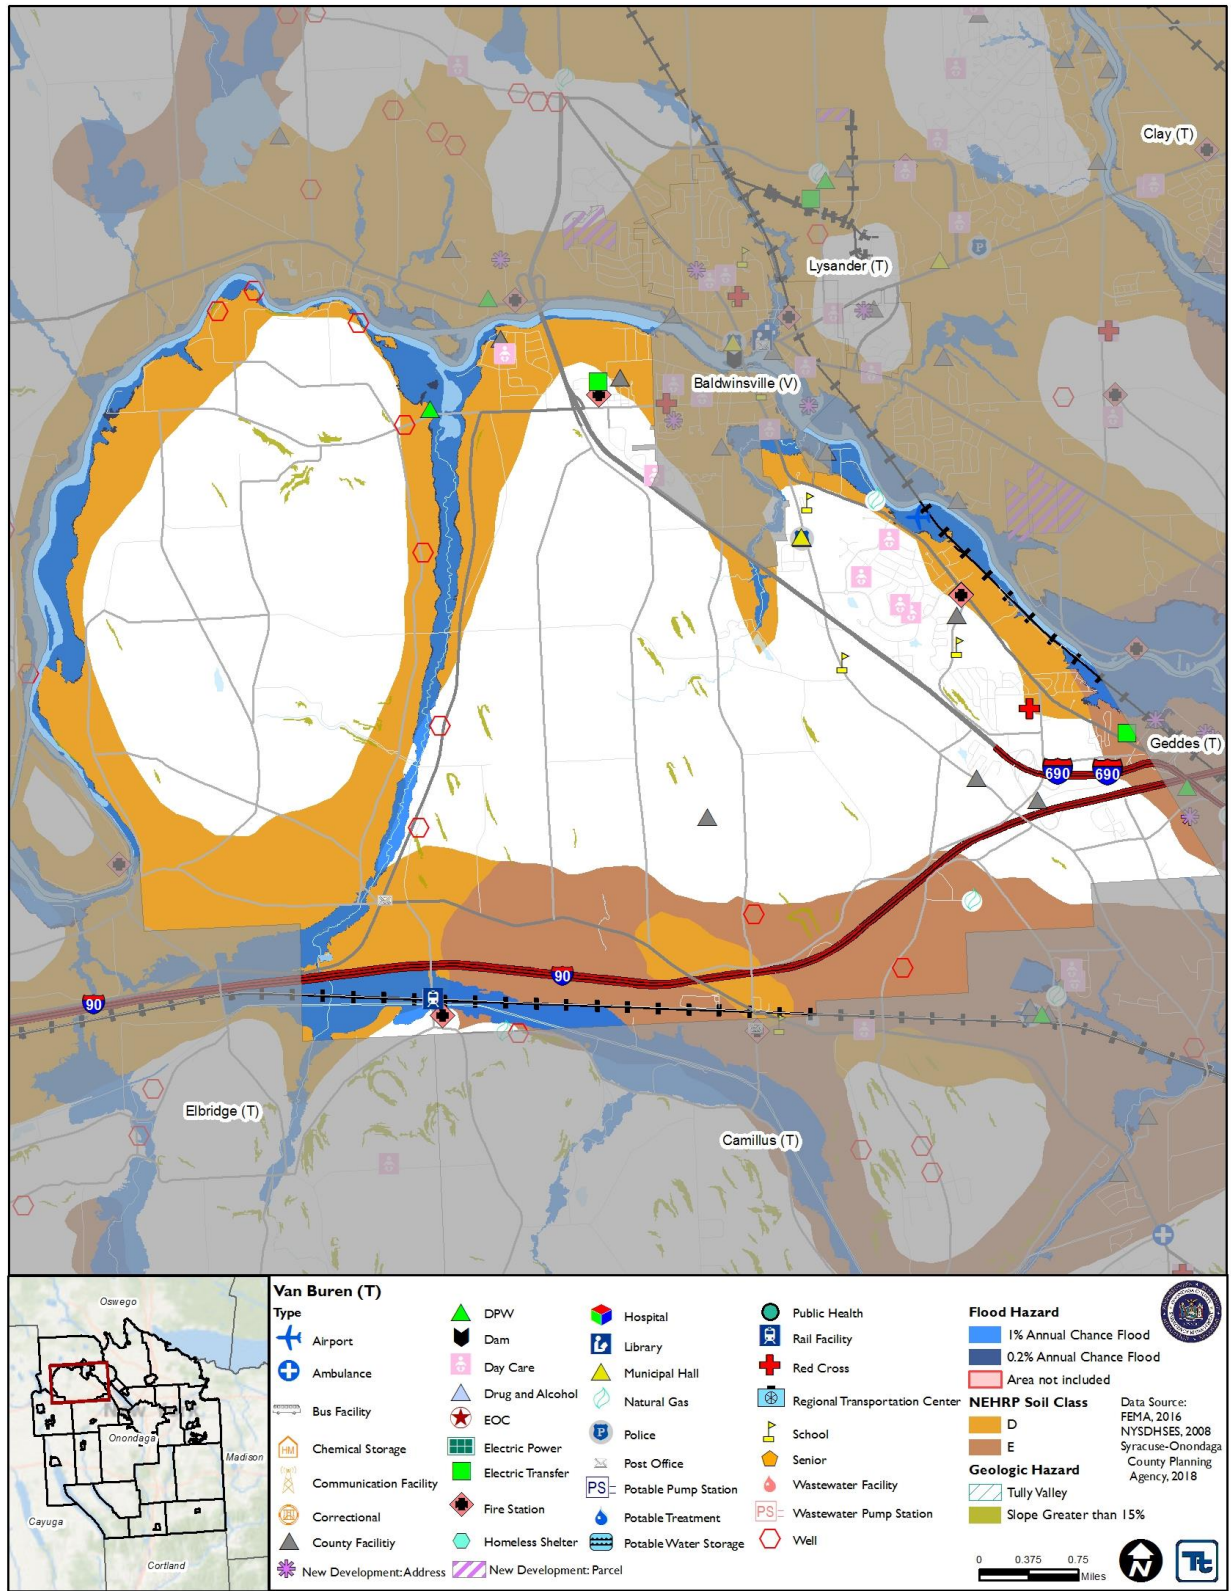 Clay (T)
Lysander (T)
Baldwinsville (V)
Geddes (T)
690
690
90
90
Elbridge (T)
Camillus (T)
Oswego
Onondaga
Madison
Cayuga
Cortland
Van Buren (T)
Type
Airport
Ambulance
Bus Facility
HM Chemical Storage
Communication Facility
Correctional
County Facilitiy
New Development: Address
DPW
Dam
Day Care
Drug and Alcohol
EOC
Electric Power
Electric Transfer
Fire Station
Homeless Shelter
New Development: Parcel
Hospital
Library
Municipal Hall
Natural Gas
P Police
Post Office
PS Potable Pump Station
Potable Treatment
Potable Water Storage
Public Health
Rail Facility
Red Cross
Regional Transportation Center
School
Senior
Wastewater Facility
PS Wastewater Pump Station
Well
Flood Hazard
1% Annual Chance Flood
0.2% Annual Chance Flood
Area not included
NEHRP Soil Class
D
E
Geologic Hazard
Tully Valley
Slope Greater than 15%
Data Source:
FEMA, 2016
NYSDHSES, 2008
Syracuse-Onondaga
County Planning
Agency, 2018
0 0.375 0.75
Miles
N
Tt